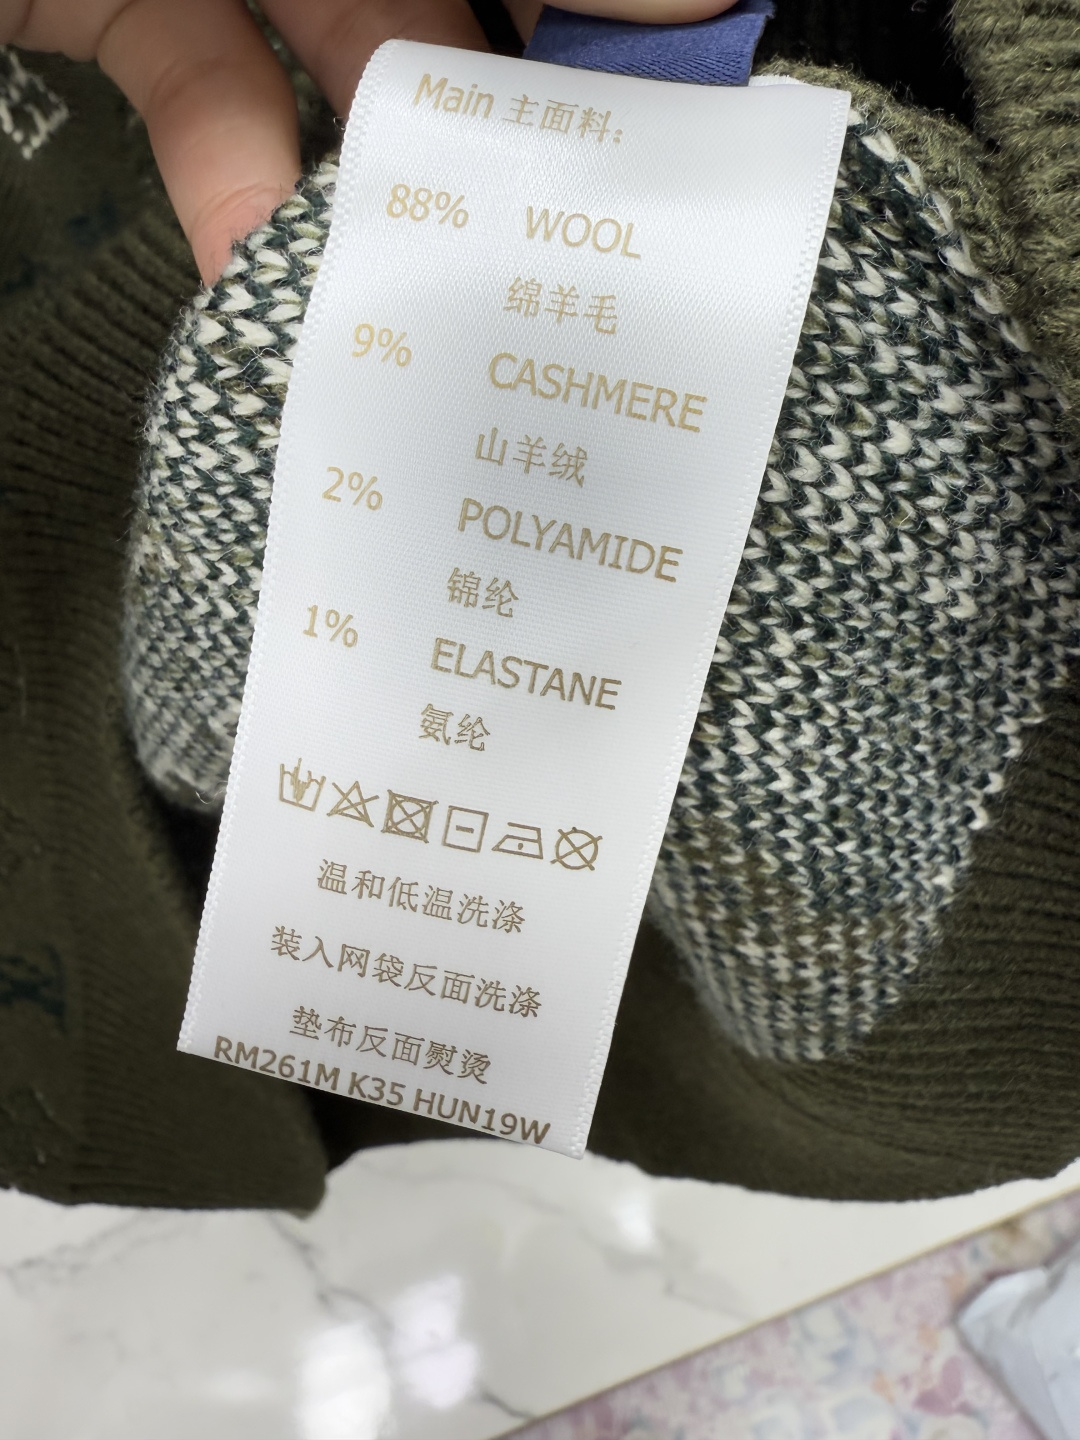 Main 主面料:
88% WOOL
绵羊毛
9% CASHMERE
山羊绒
2% POLYAMIDE
锦纶
1% ELASTANE
氨纶
温和低温洗涤
装入网袋反面洗涤
垫布反面熨烫
RM261M K35 HUN19W